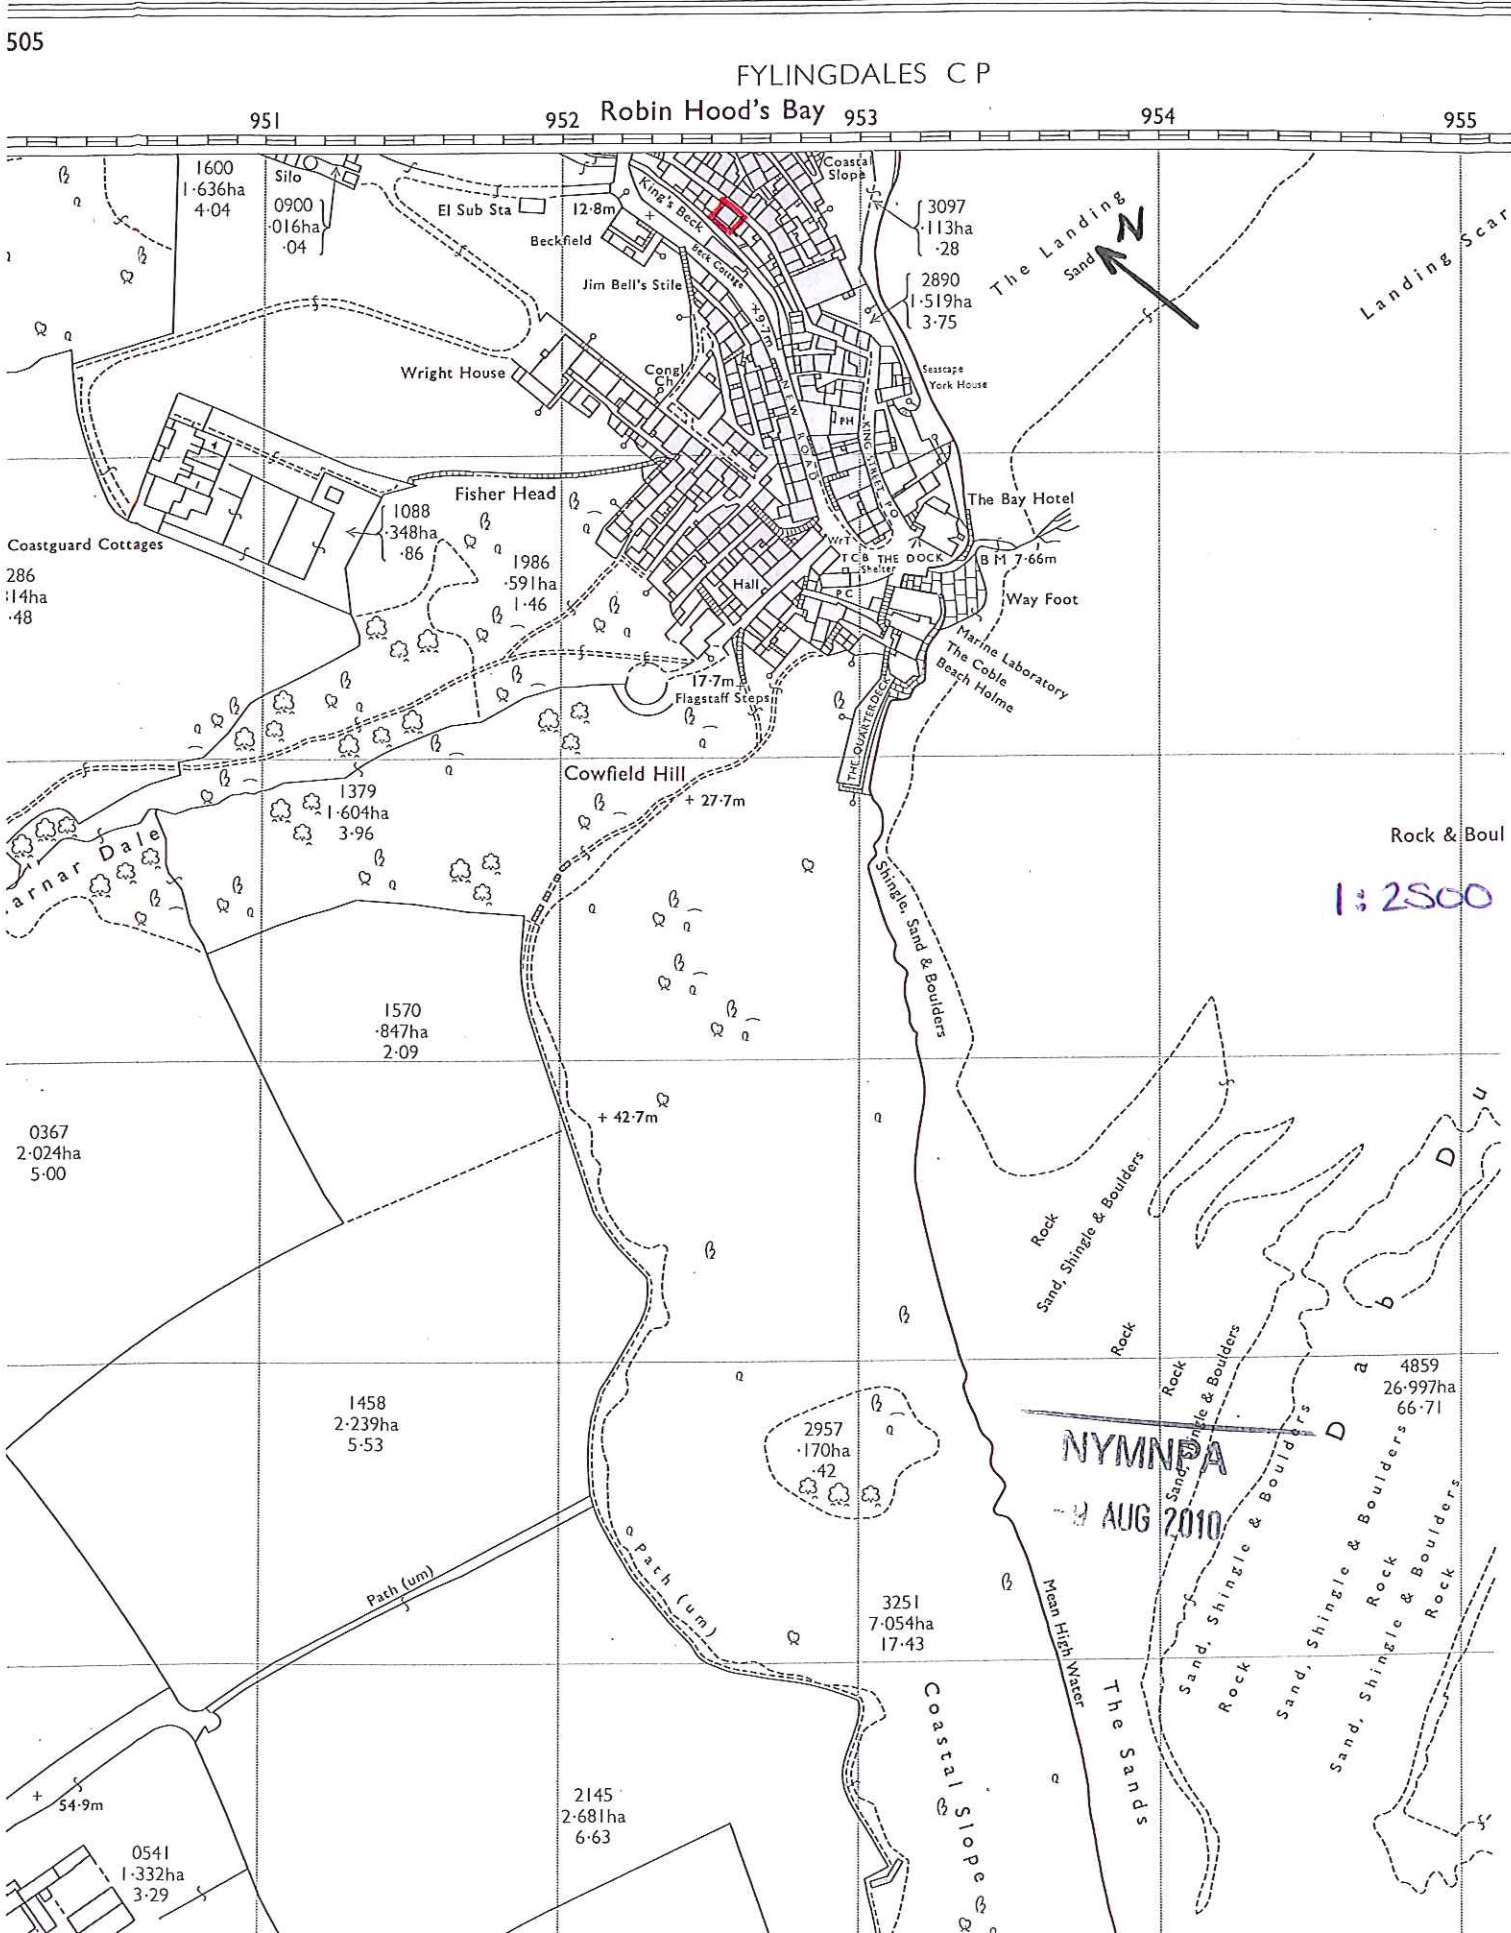 505
FYLINGDALES C P
Robin Hood's Bay
951
952
953
954
955
1600
1·636ha
4·04
Silo
0900
·016ha
·04
El Sub Sta
12·8m
King's Beck
Coastal
Slope
3097
·113ha
·28
The Landing
Sand
N
Landing Scar
Beckfield
Beck Cottage
Jim Bell's Stile
2890
1·519ha
3·75
+9·7m
Wright House
Congl
Ch
Seascape
York House
NEW ROAD
PH
KING STREET
PO
Fisher Head
The Bay Hotel
1088
·348ha
·86
Coastguard Cottages
286
·48
1986
·591ha
1·46
WrT
T C B
THE DOCK
Shelter
B M 7·66m
Hall
P C
Way Foot
Marine Laboratory
The Coble
Beach Holme
17·7m
Flagstaff Steps
THE QUARTERDECK
Cowfield Hill
+ 27·7m
1379
1·604ha
3·96
arnar Dale
Rock & Boul
1:2500
Shingle, Sand & Boulders
1570
·847ha
2·09
+ 42·7m
0367
2·024ha
5·00
Rock
Sand, Shingle & Boulders
Rock
Rock
Sand, Shingle & Boulders
D
u
b
a
D
4859
26·997ha
66·71
1458
2·239ha
5·53
2957
·170ha
·42
NYMNPA
-9 AUG 2010
Path (um)
Path (um)
3251
7·054ha
17·43
Mean High Water
Sand, Shingle & Boulders
Rock
Sand, Shingle & Boulders
Rock
Sand, Shingle & Boulders
Rock
Coastal Slope
The Sands
+
54·9m
2145
2·681ha
6·63
0541
1·332ha
3·29